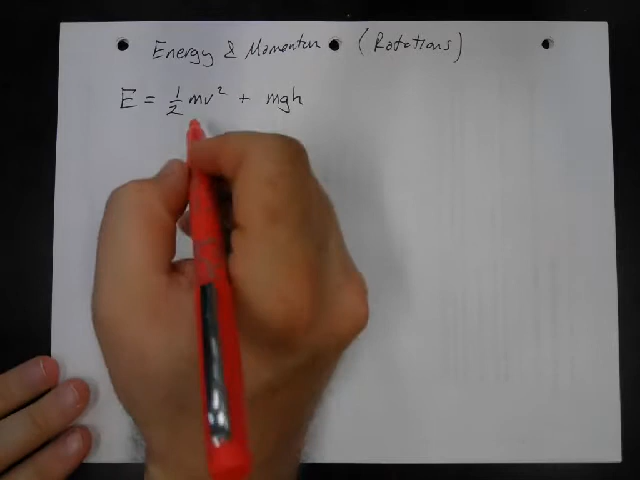 Energy & Momentum (Rotations)
E = ½mv² + mgh